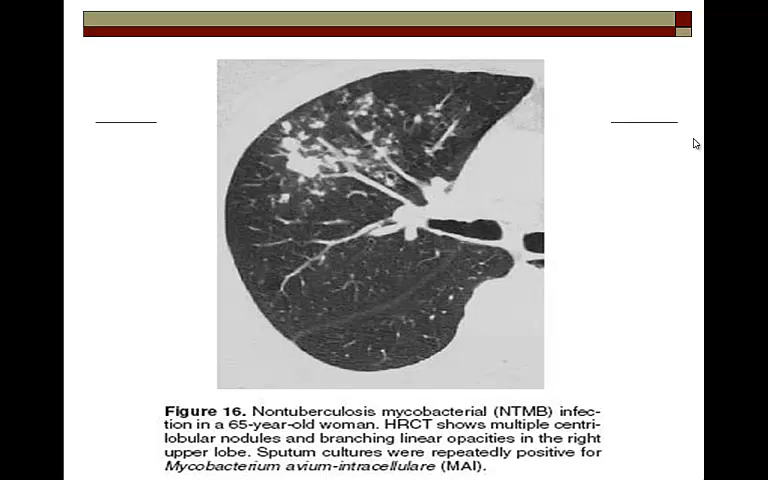 Figure 16. Nontuberculosis mycobacterial (NTMB) infec-
tion in a 65-year-old woman. HRCT shows multiple centri-
lobular nodules and branching linear opacities in the right
upper lobe. Sputum cultures were repeatedly positive for
Mycobacterium avium-intracellulare (MAI).